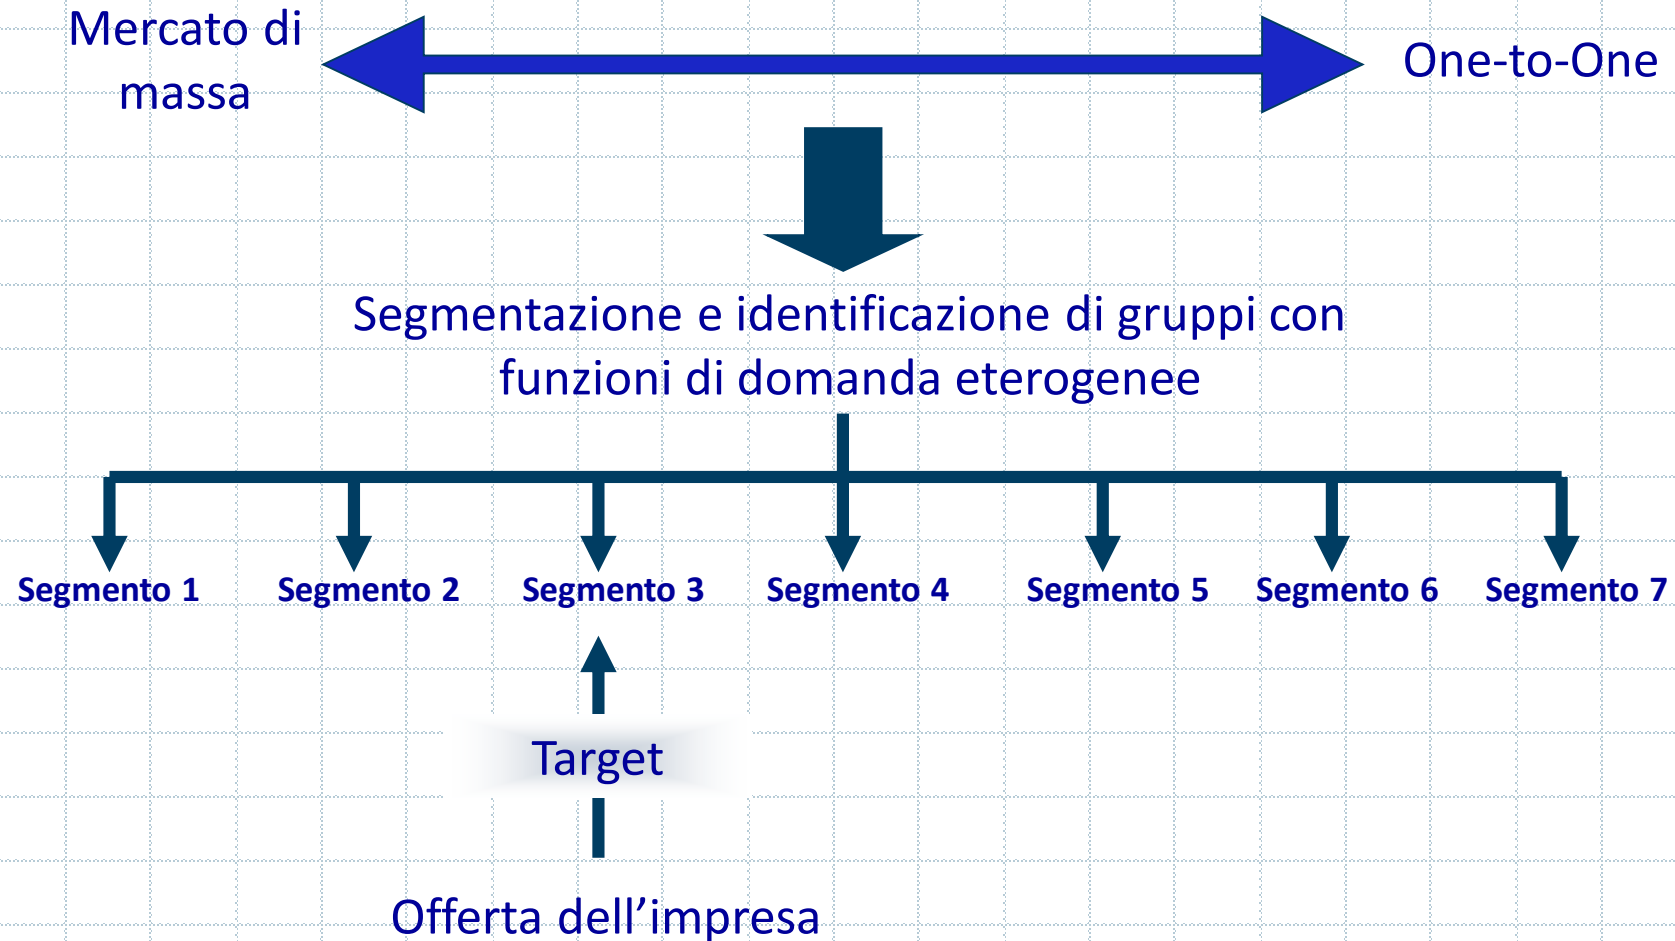 Mercato di
massa
One-to-One
Segmentazione e identificazione di gruppi con
funzioni di domanda eterogenee
Segmento 1
Segmento 2
Segmento 3
Segmento 4
Segmento 5
Segmento 6
Segmento 7
Target
Offerta dell’impresa